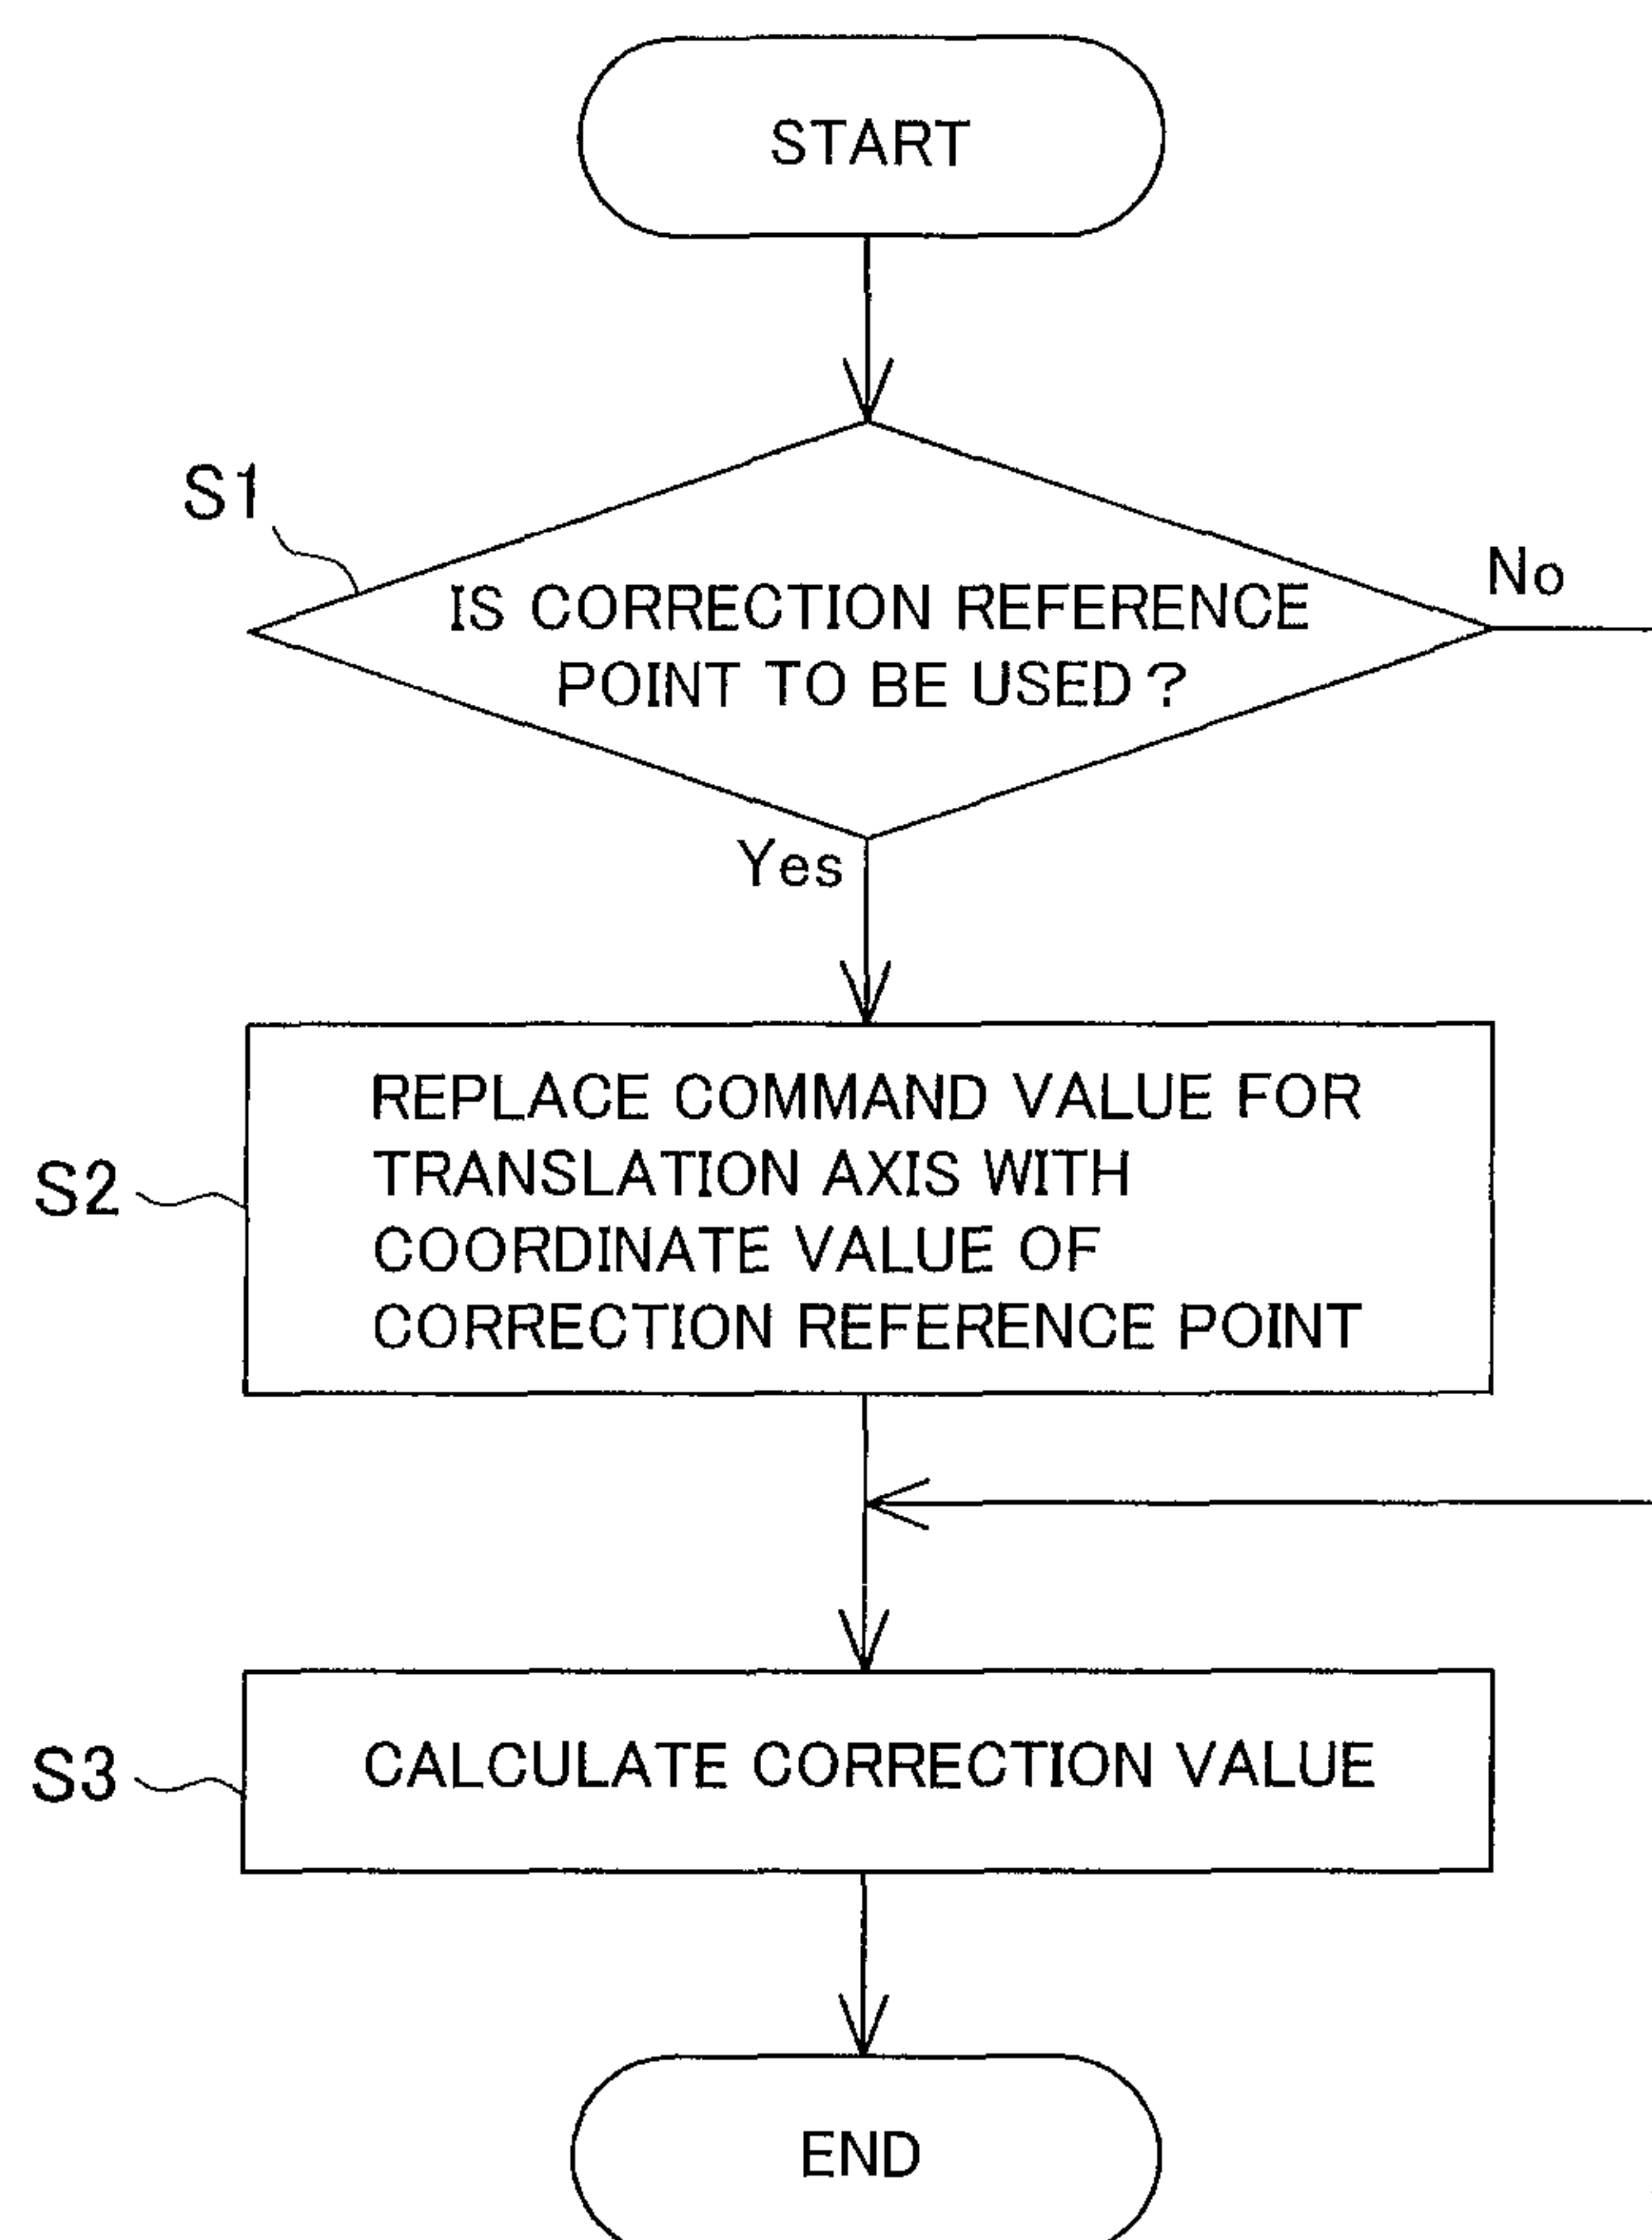 START
S1
No
IS CORRECTION REFERENCE
POINT TO BE USED?
Yes
S2
REPLACE COMMAND VALUE FOR
TRANSLATION AXIS WITH
COORDINATE VALUE OF
CORRECTION REFERENCE POINT
S3
CALCULATE CORRECTION VALUE
END